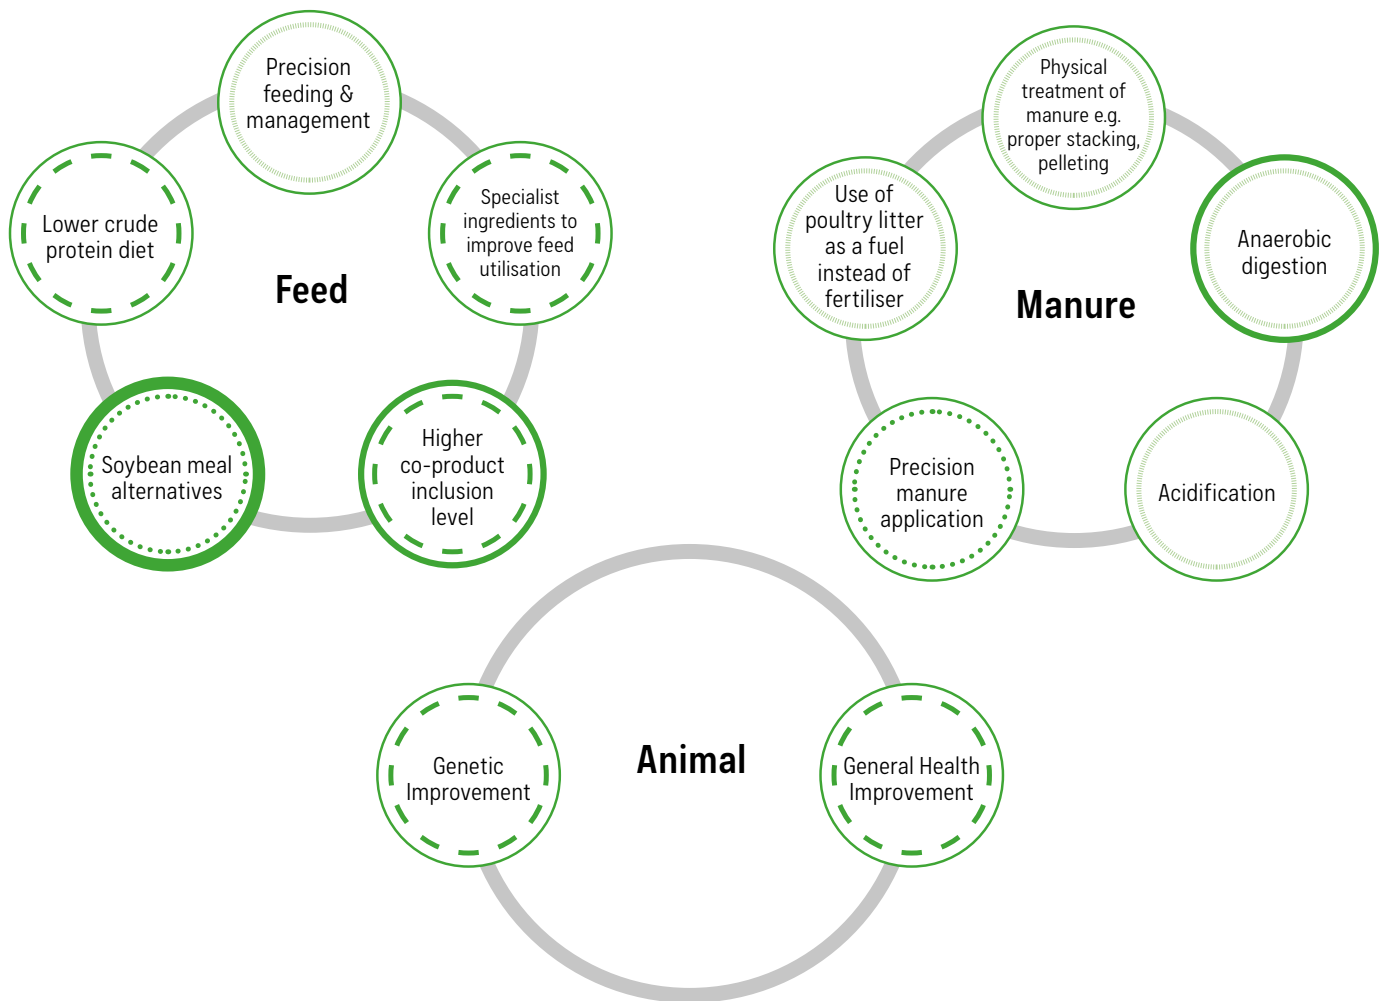 Precision
feeding &
management
Lower crude
protein diet
Specialist
ingredients to
improve feed
utilisation
Feed
Soybean meal
alternatives
Higher
co-product
inclusion
level
Physical
treatment of
manure e.g.
proper stacking,
pelleting
Use of
poultry litter
as a fuel
instead of
fertiliser
Anaerobic
digestion
Manure
Precision
manure
application
Acidification
Animal
Genetic
Improvement
General Health
Improvement